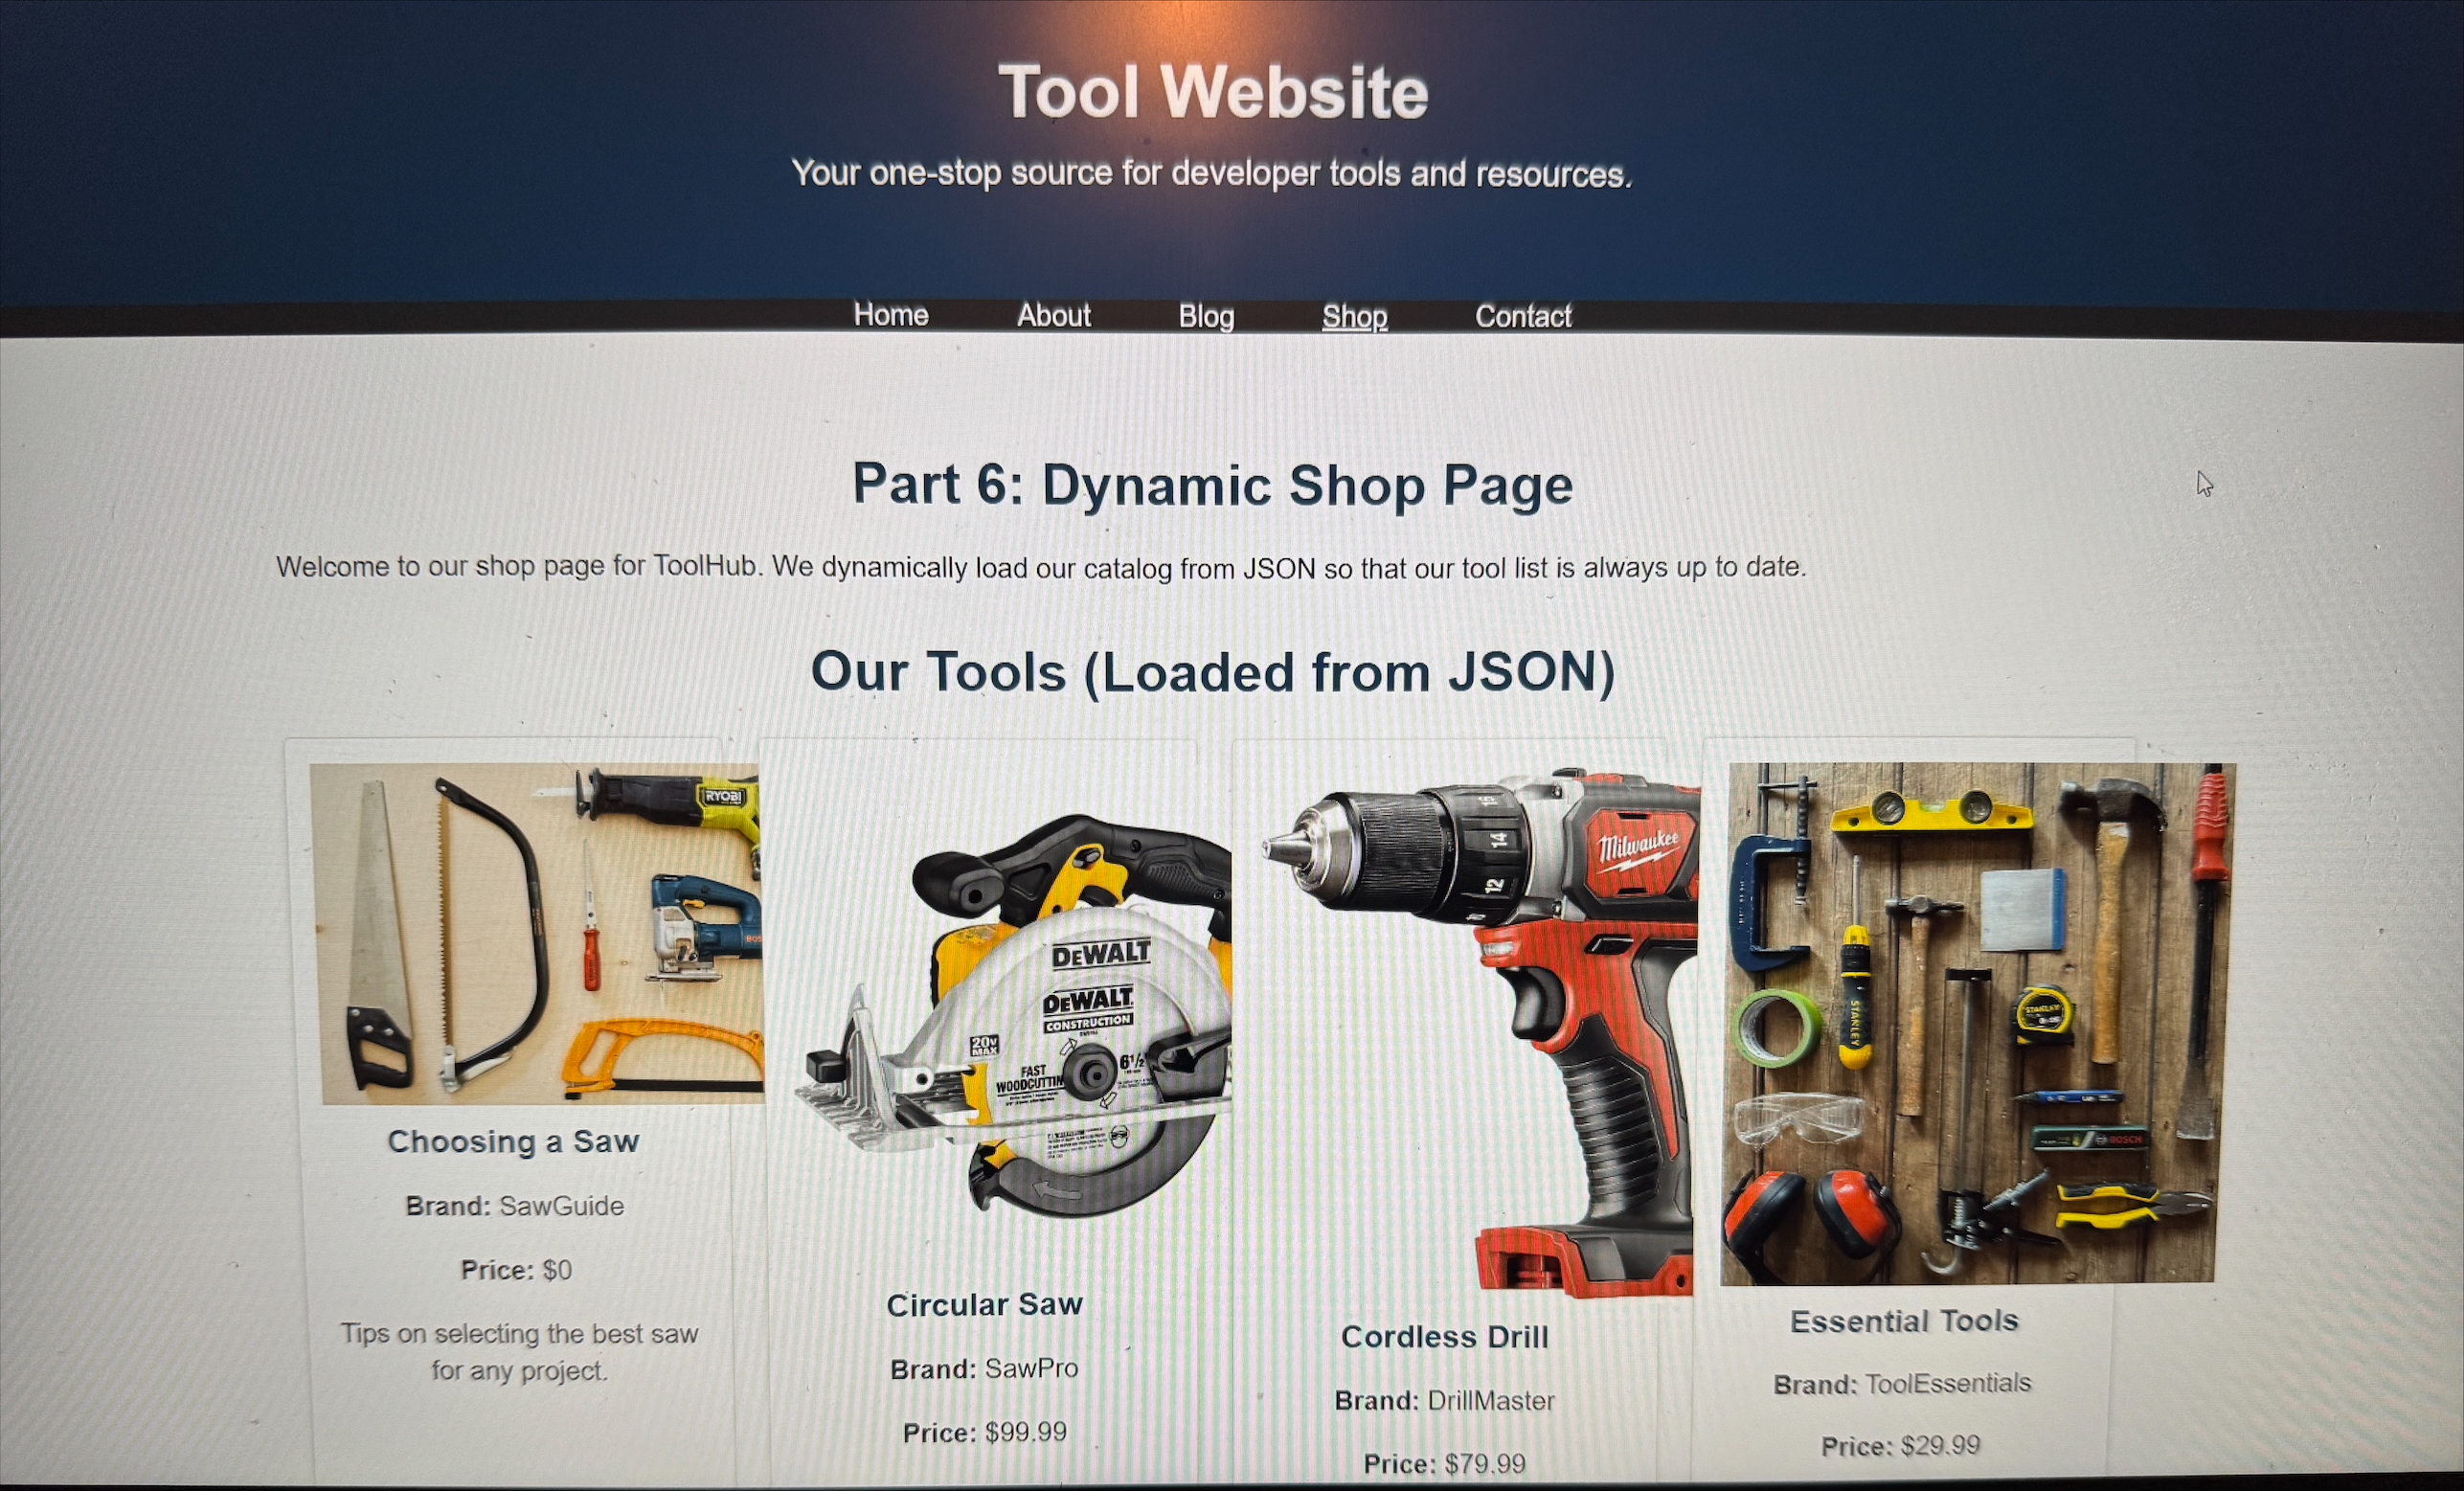 Tool Website
Your one-stop source for developer tools and resources.
Home About Blog Shop Contact
Part 6: Dynamic Shop Page
Welcome to our shop page for ToolHub. We dynamically load our catalog from JSON so that our tool list is always up to date.
Our Tools (Loaded from JSON)
RYOBI
DEWALT
DEWALT
CONSTRUCTION
20V
MAX
FAST
WOODCUTTIN
6 1/2
Milwaukee
14
12
STANLEY
STANLEY
BOSCH
Choosing a Saw
Brand: SawGuide
Price: $0
Tips on selecting the best saw
for any project.
Circular Saw
Brand: SawPro
Price: $99.99
Cordless Drill
Brand: DrillMaster
Price: $79.99
Essential Tools
Brand: ToolEssentials
Price: $29.99